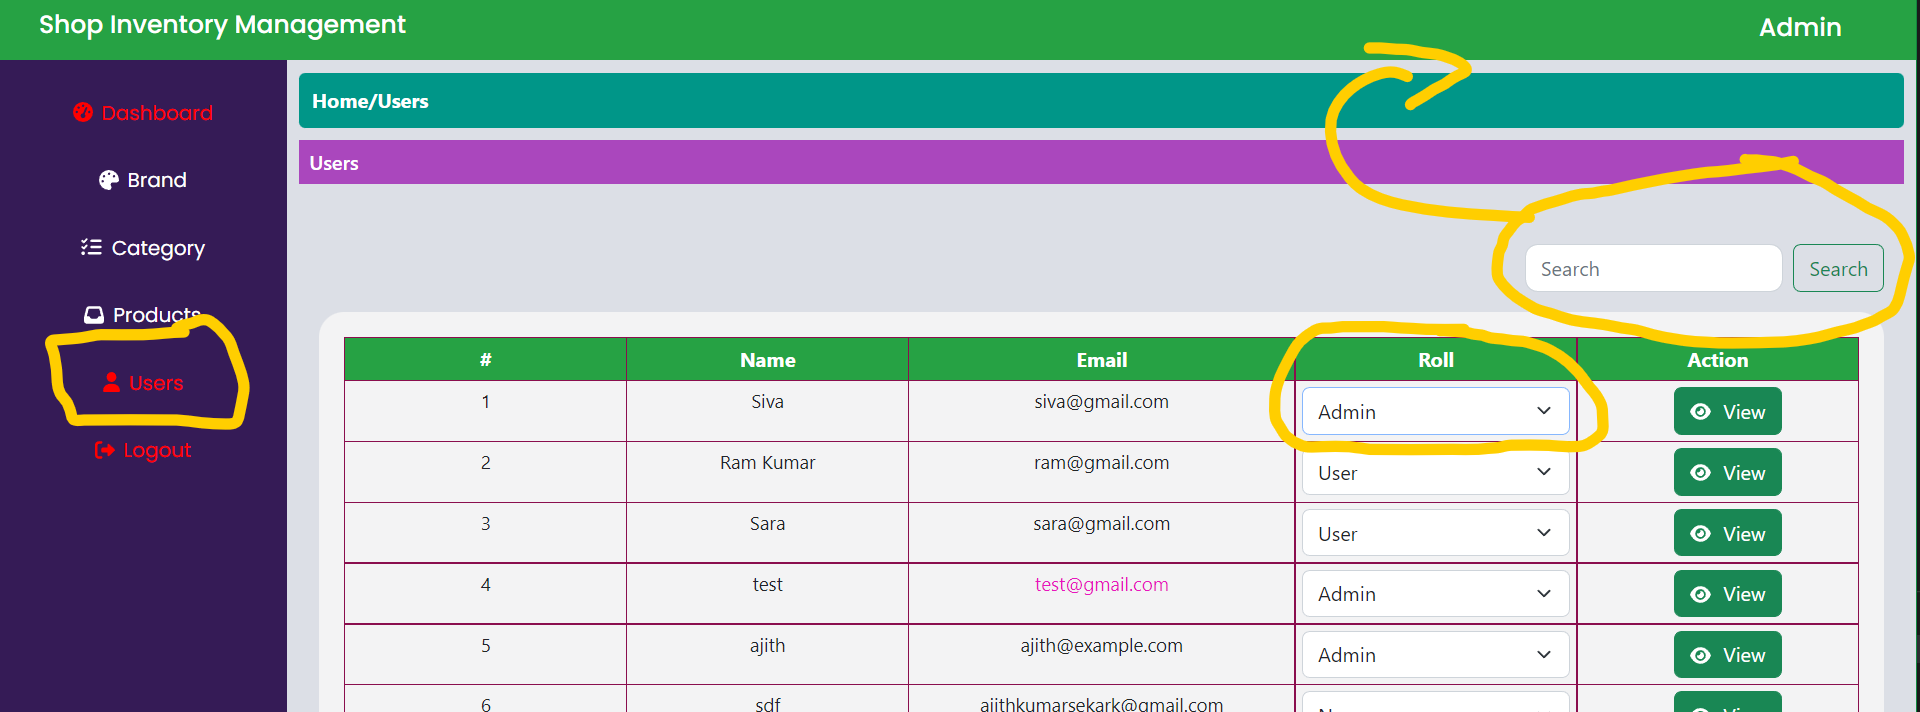 Shop Inventory Management
Admin
Dashboard
Brand
Category
Products
Users
Logout
Home/Users
Users
Search
Search
# Name Email Roll Action
1 Siva siva@gmail.com Admin View
2 Ram Kumar ram@gmail.com User View
3 Sara sara@gmail.com User View
4 test test@gmail.com Admin View
5 ajith ajith@example.com Admin View
6 sdf ajithkumarsekark@gmail.com